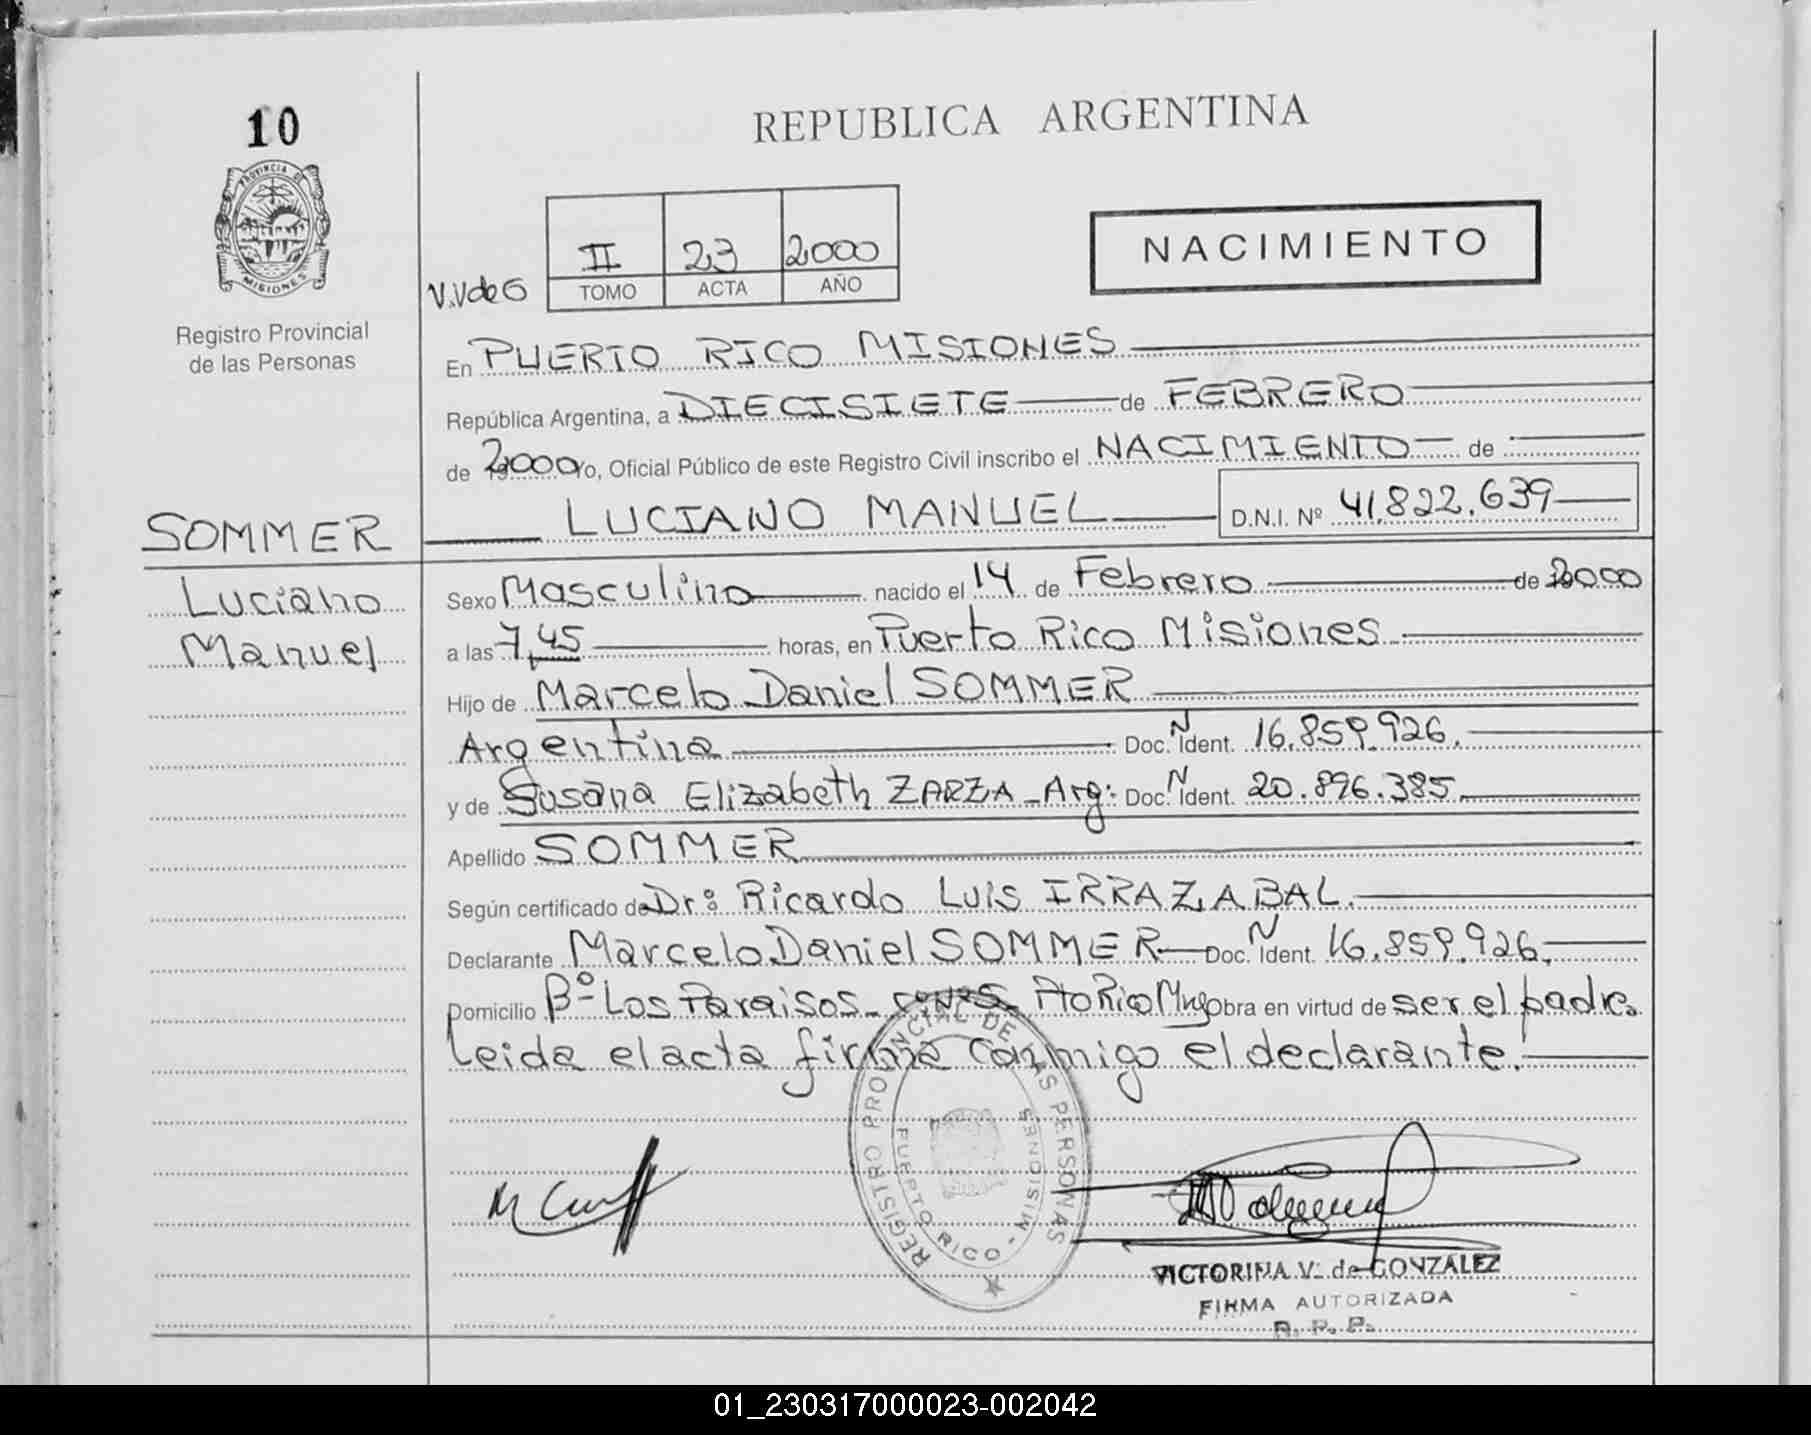 10
PROVINCIA DE
MISIONES
Registro Provincial
de las Personas
REPUBLICA ARGENTINA
II 23 2000
V.V de G TOMO ACTA AÑO
NACIMIENTO
En PUERTO RICO MISIONES
República Argentina, a DIECISIETE de FEBRERO
de 2000 Yo, Oficial Público de este Registro Civil inscribo el NACIMIENTO de
SOMMER LUCIANO MANUEL D.N.I. Nº 41.822.639
Luciano
Manuel
Sexo Masculino nacido el 14 de Febrero de 2000
a las 7,45 horas, en Puerto Rico Misiones
Hijo de Marcelo Daniel SOMMER
Argentina Doc. N Ident. 16.859.926.
y de Susana Elizabeth ZARZA - Arg: Doc. N Ident. 20.896.385
Apellido SOMMER
Según certificado de Dr: Ricardo Luis IRRAZABAL.
Declarante Marcelo Daniel SOMMER Doc. N Ident. 16.859.926.
Domicilio Bº Los Paraisos Pto Rico Mnes Obra en virtud de ser el padre.
Leida el acta firma conmigo el declarante.
REGISTRO PROVINCIAL DE LAS PERSONAS
PUERTO RICO - MISIONES
VICTORINA V. de GONZALEZ
FIRMA AUTORIZADA
R. P. P.
01_230317000023-002042